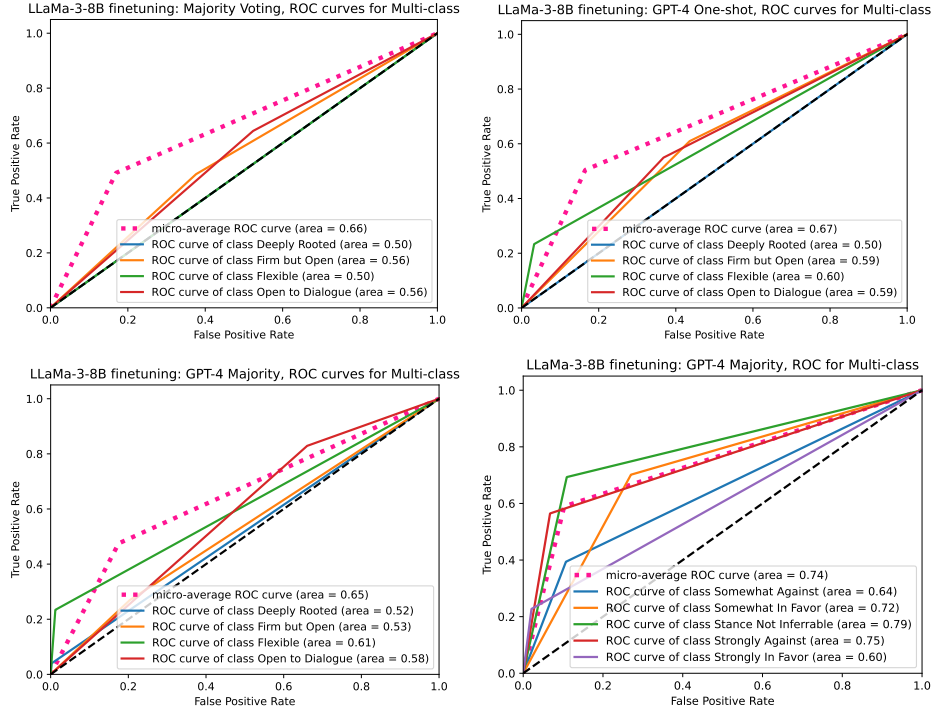 LLaMa-3-8B finetuning: Majority Voting, ROC curves for Multi-class
1.0
0.8
0.6
0.4
0.2
0.0
True Positive Rate
micro-average ROC curve (area = 0.66)
ROC curve of class Deeply Rooted (area = 0.50)
ROC curve of class Firm but Open (area = 0.56)
ROC curve of class Flexible (area = 0.50)
ROC curve of class Open to Dialogue (area = 0.56)
0.0 0.2 0.4 0.6 0.8 1.0
False Positive Rate
LLaMa-3-8B finetuning: GPT-4 One-shot, ROC curves for Multi-class
1.0
0.8
0.6
0.4
0.2
0.0
True Positive Rate
micro-average ROC curve (area = 0.67)
ROC curve of class Deeply Rooted (area = 0.50)
ROC curve of class Firm but Open (area = 0.59)
ROC curve of class Flexible (area = 0.60)
ROC curve of class Open to Dialogue (area = 0.59)
0.0 0.2 0.4 0.6 0.8 1.0
False Positive Rate
LLaMa-3-8B finetuning: GPT-4 Majority, ROC curves for Multi-class
1.0
0.8
0.6
0.4
0.2
0.0
True Positive Rate
micro-average ROC curve (area = 0.65)
ROC curve of class Deeply Rooted (area = 0.52)
ROC curve of class Firm but Open (area = 0.53)
ROC curve of class Flexible (area = 0.61)
ROC curve of class Open to Dialogue (area = 0.58)
0.0 0.2 0.4 0.6 0.8 1.0
False Positive Rate
LLaMa-3-8B finetuning: GPT-4 Majority, ROC for Multi-class
1.0
0.8
0.6
0.4
0.2
0.0
True Positive Rate
micro-average ROC curve (area = 0.74)
ROC curve of class Somewhat Against (area = 0.64)
ROC curve of class Somewhat In Favor (area = 0.72)
ROC curve of class Stance Not Inferrable (area = 0.79)
ROC curve of class Strongly Against (area = 0.75)
ROC curve of class Strongly In Favor (area = 0.60)
0.0 0.2 0.4 0.6 0.8 1.0
False Positive Rate